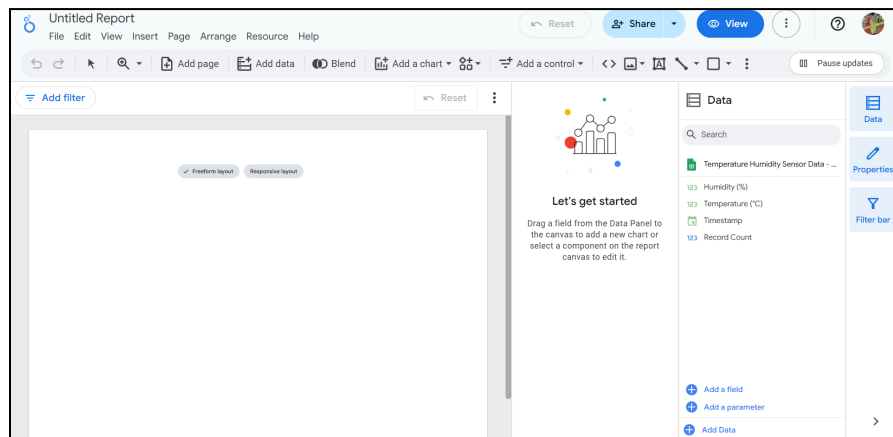 Untitled Report
File Edit View Insert Page Arrange Resource Help
Reset
Share
View
Add page
Add data
Blend
Add a chart
Add a control
Pause updates
Add filter
Reset
Freeform layout
Responsive layout
Let's get started
Drag a field from the Data Panel to
the canvas to add a new chart or
select a component on the report
canvas to edit it.
Data
Search
Temperature Humidity Sensor Data - ...
123 Humidity (%)
123 Temperature (°C)
Timestamp
123 Record Count
Add a field
Add a parameter
Add Data
Data
Properties
Filter bar